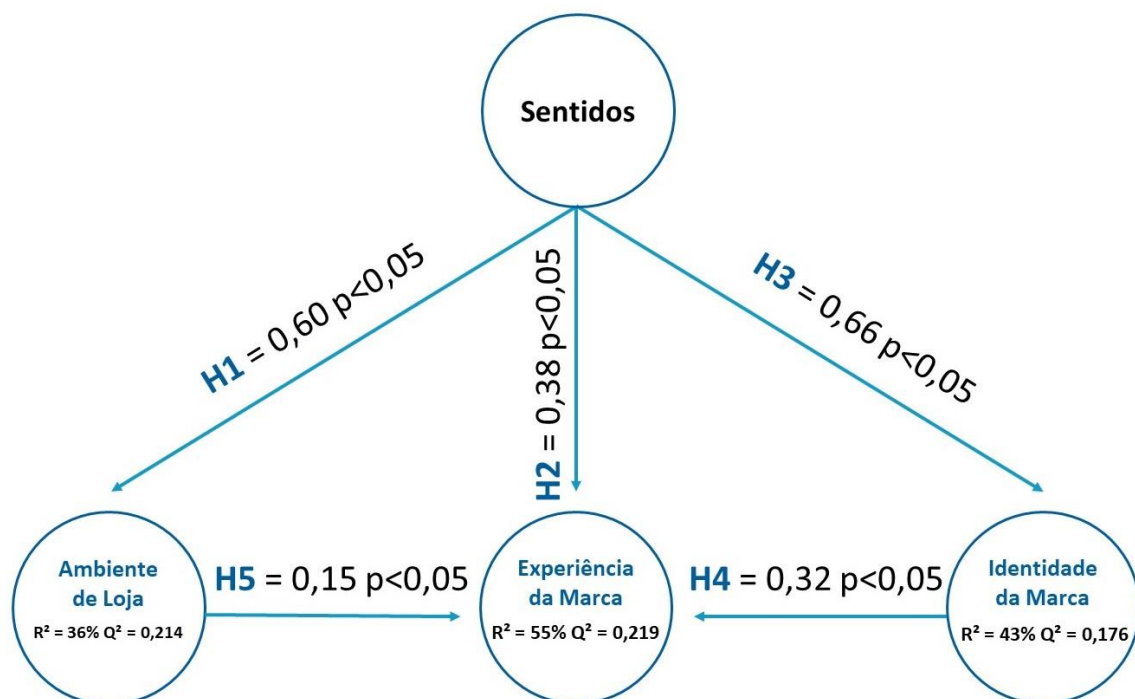 Sentidos
H1 = 0,60 p<0,05
H2 = 0,38 p<0,05
H3 = 0,66 p<0,05
Ambiente
de Loja
R² = 36% Q² = 0,214
H5 = 0,15 p<0,05
Experiência
da Marca
R² = 55% Q² = 0,219
H4 = 0,32 p<0,05
Identidade
da Marca
R² = 43% Q² = 0,176